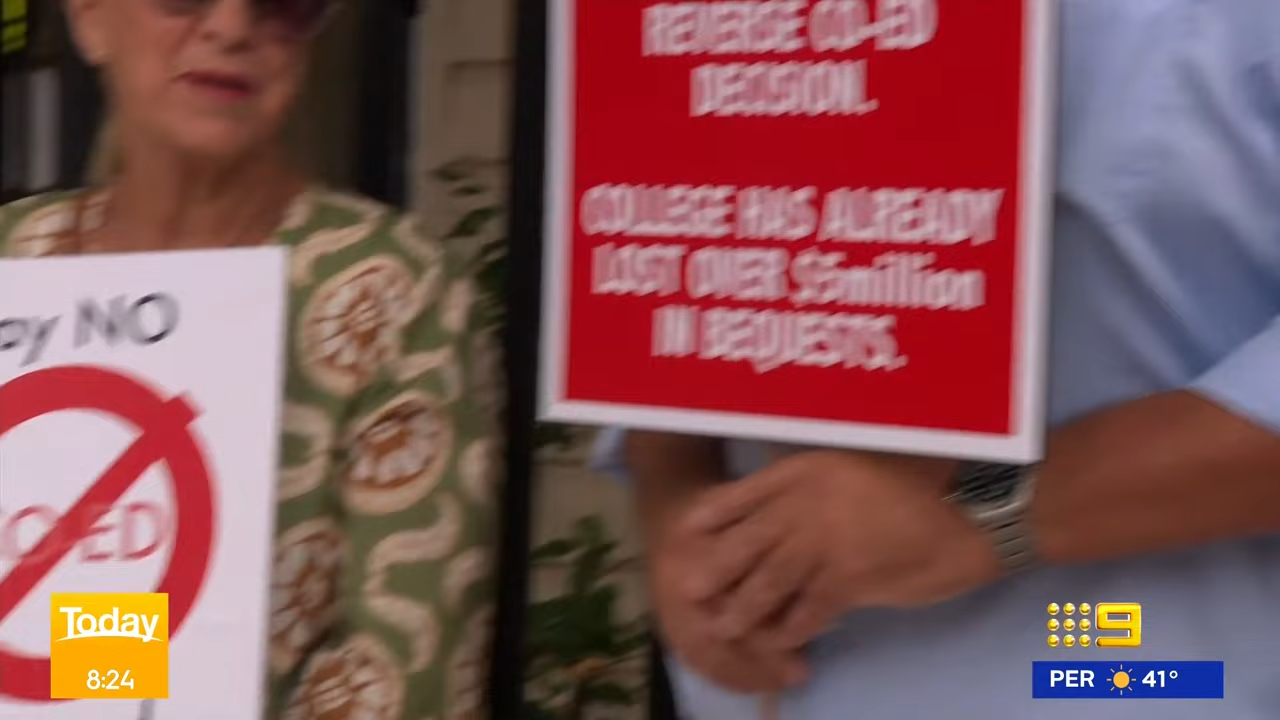 REVERSE CO-ED
DECISION.
COLLEGE HAS ALREADY
LOST OVER $5million
IN BEQUESTS.
ay NO
CO-ED
Today
8:24
9
PER 41°